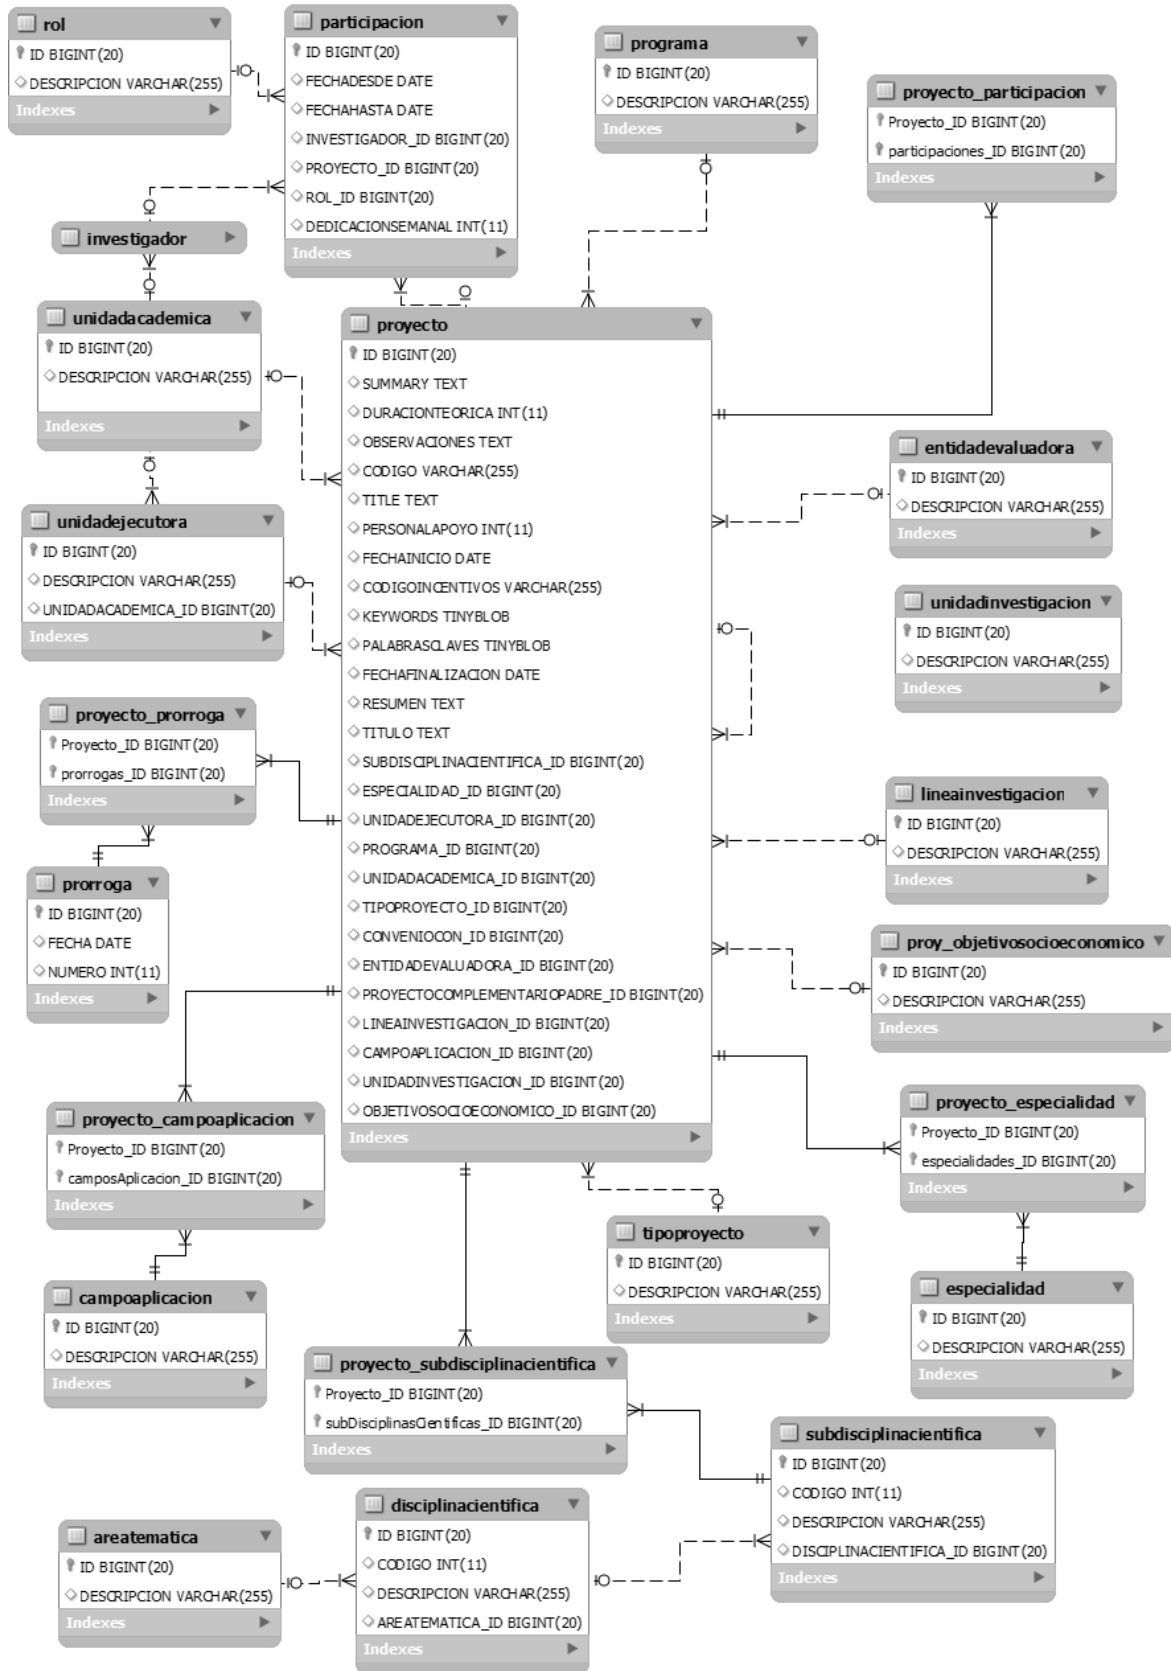 rol
ID BIGINT(20)
DESCRIPCION VARCHAR(255)
Indexes
participacion
ID BIGINT(20)
FECHADESDE DATE
FECHAHASTA DATE
INVESTIGADOR_ID BIGINT(20)
PROYECTO_ID BIGINT(20)
ROL_ID BIGINT(20)
DEDICACIONSEMANAL INT(11)
Indexes
programa
ID BIGINT(20)
DESCRIPCION VARCHAR(255)
Indexes
proyecto_participacion
Proyecto_ID BIGINT(20)
participaciones_ID BIGINT(20)
Indexes
investigador
unidadacademica
ID BIGINT(20)
DESCRIPCION VARCHAR(255)
Indexes
unidadejecutora
ID BIGINT(20)
DESCRIPCION VARCHAR(255)
UNIDADACADEMICA_ID BIGINT(20)
Indexes
proyecto
ID BIGINT(20)
SUMMARY TEXT
DURACIONTEORICA INT(11)
OBSERVACIONES TEXT
CODIGO VARCHAR(255)
TITLE TEXT
PERSONALAPOYO INT(11)
FECHAINICIO DATE
CODIGOINCENTIVOS VARCHAR(255)
KEYWORDS TINYBLOB
PALABRASCLAVES TINYBLOB
FECHAFINALIZACION DATE
RESUMEN TEXT
TITULO TEXT
SUBDISCIPLINACIENTIFICA_ID BIGINT(20)
ESPECIALIDAD_ID BIGINT(20)
UNIDADEJECUTORA_ID BIGINT(20)
PROGRAMA_ID BIGINT(20)
UNIDADACADEMICA_ID BIGINT(20)
TIPOPROYECTO_ID BIGINT(20)
CONVENIOCON_ID BIGINT(20)
ENTIDADEVALUADORA_ID BIGINT(20)
PROYECTOCOMPLEMENTARIOPADRE_ID BIGINT(20)
LINEAINVESTIGACION_ID BIGINT(20)
CAMPOAPLICACION_ID BIGINT(20)
UNIDADINVESTIGACION_ID BIGINT(20)
OBJETIVOSOCIOECONOMICO_ID BIGINT(20)
Indexes
entidadevaluadora
ID BIGINT(20)
DESCRIPCION VARCHAR(255)
Indexes
unidadinvestigacion
ID BIGINT(20)
DESCRIPCION VARCHAR(255)
Indexes
proyecto_prorroga
Proyecto_ID BIGINT(20)
prorrogas_ID BIGINT(20)
Indexes
lineainvestigacion
ID BIGINT(20)
DESCRIPCION VARCHAR(255)
Indexes
prorroga
ID BIGINT(20)
FECHA DATE
NUMERO INT(11)
Indexes
proy_objetivosocioeconomico
ID BIGINT(20)
DESCRIPCION VARCHAR(255)
Indexes
proyecto_campoaplicacion
Proyecto_ID BIGINT(20)
camposAplicacion_ID BIGINT(20)
Indexes
proyecto_especialidad
Proyecto_ID BIGINT(20)
especialidades_ID BIGINT(20)
Indexes
tipoproyecto
ID BIGINT(20)
DESCRIPCION VARCHAR(255)
Indexes
campoaplicacion
ID BIGINT(20)
DESCRIPCION VARCHAR(255)
Indexes
especialidad
ID BIGINT(20)
DESCRIPCION VARCHAR(255)
Indexes
proyecto_subdisciplinacientifica
Proyecto_ID BIGINT(20)
subDisciplinasCientificas_ID BIGINT(20)
Indexes
subdisciplinacientifica
ID BIGINT(20)
CODIGO INT(11)
DESCRIPCION VARCHAR(255)
DISCIPLINACIENTIFICA_ID BIGINT(20)
Indexes
disciplinacientifica
ID BIGINT(20)
CODIGO INT(11)
DESCRIPCION VARCHAR(255)
AREATEMATICA_ID BIGINT(20)
Indexes
areatematica
ID BIGINT(20)
DESCRIPCION VARCHAR(255)
Indexes